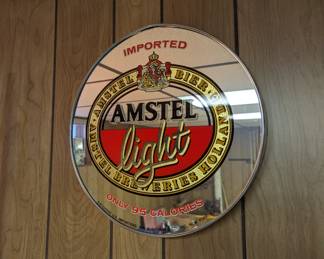 IMPORTED
AMSTEL BIER
AMSTEL
light
AMSTEL BREWERIES HOLLAND
ONLY 95 CALORIES